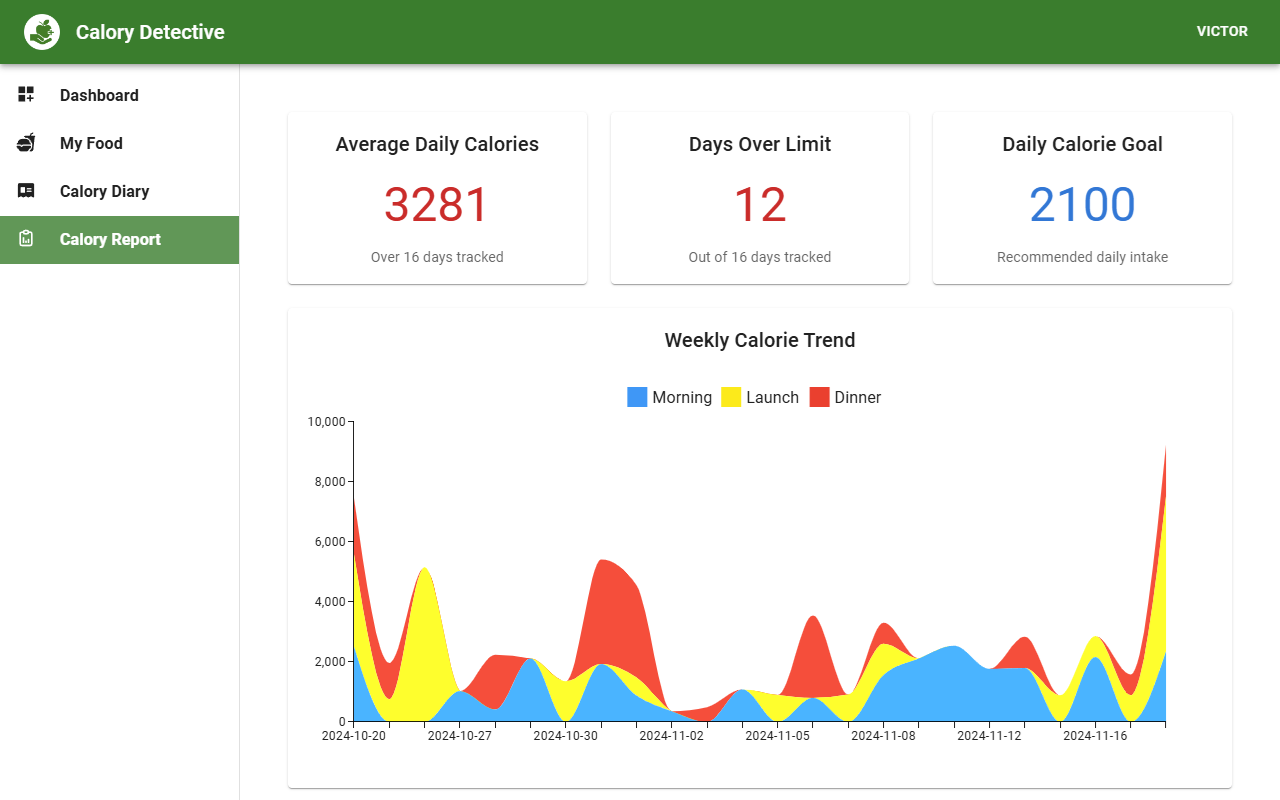 Calory Detective
VICTOR
Dashboard
My Food
Calory Diary
Calory Report
Average Daily Calories
3281
Over 16 days tracked
Days Over Limit
12
Out of 16 days tracked
Daily Calorie Goal
2100
Recommended daily intake
Weekly Calorie Trend
Morning Launch Dinner
10,000
8,000
6,000
4,000
2,000
0
2024-10-20 2024-10-27 2024-10-30 2024-11-02 2024-11-05 2024-11-08 2024-11-12 2024-11-16